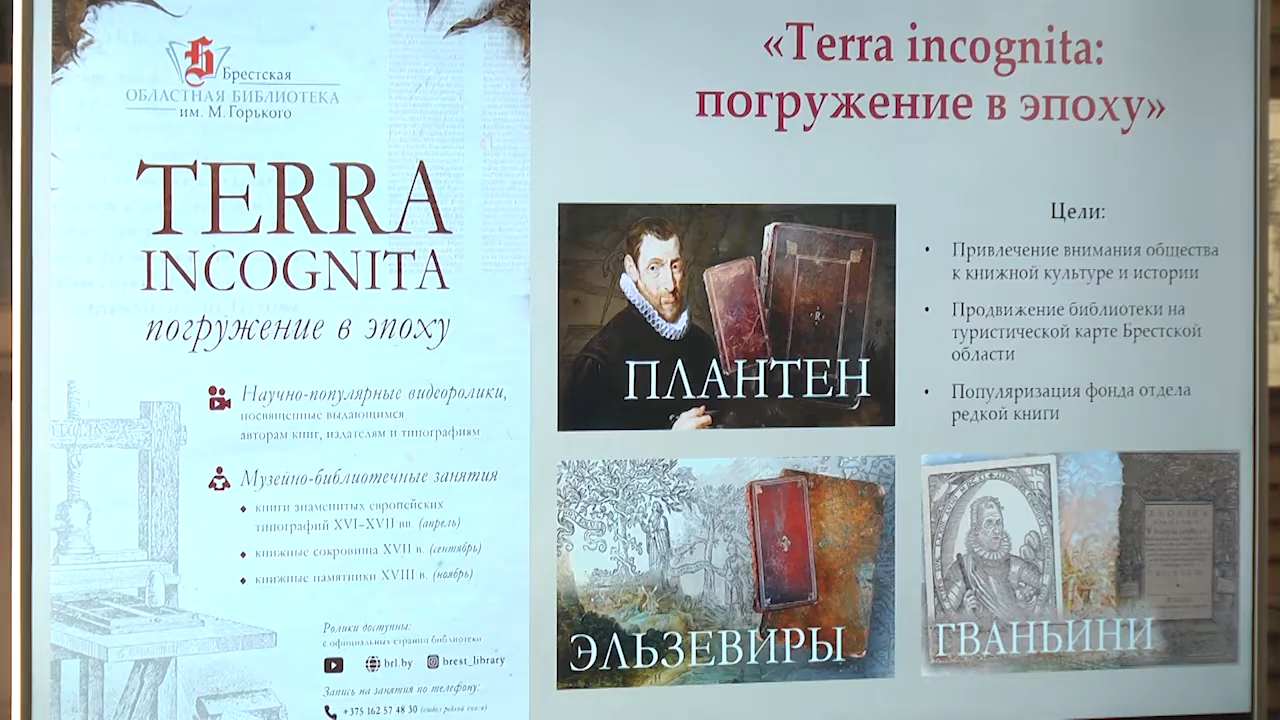 Брестская
ОБЛАСТНАЯ БИБЛИОТЕКА
им. М. Горького
TERRA
INCOGNITA
погружение в эпоху
Научно-популярные видеоролики,
посвященные выдающимся
авторам книг, издателям и типографиям
Музейно-библиотечные занятия
книги знаменитых европейских
типографий XVI–XVII вв. (апрель)
книжные сокровища XVII в. (сентябрь)
книжные памятники XVIII в. (ноябрь)
Ролики доступны:
с официальных страниц библиотеки
brl.by brest_library
Запись на занятия по телефону:
+375 162 57 48 30 (отдел редкой книги)
«Terra incognita:
погружение в эпоху»
ПЛАНТЕН
Цели:
• Привлечение внимания общества
к книжной культуре и истории
• Продвижение библиотеки на
туристической карте Брестской
области
• Популяризация фонда отдела
редкой книги
ЭЛЬЗЕВИРЫ
ГВАНЬИНИ